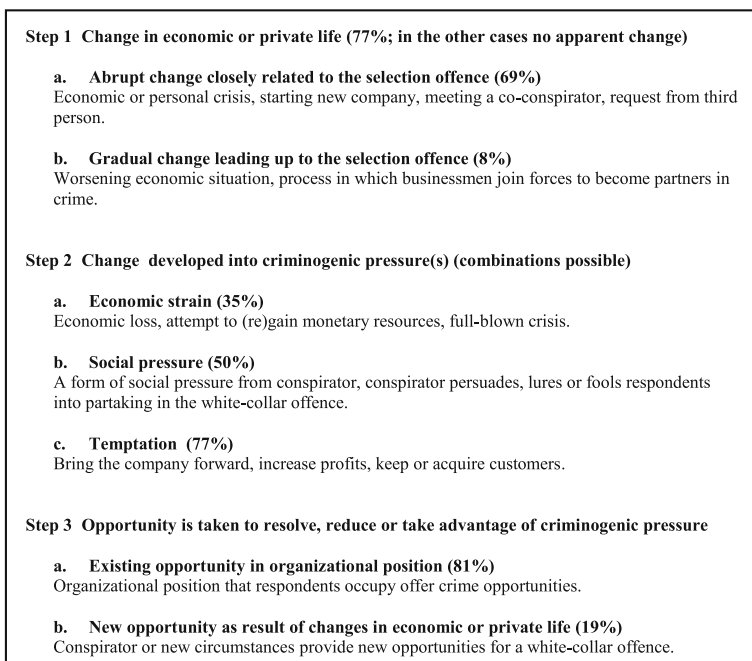 Step 1 Change in economic or private life (77%; in the other cases no apparent change)
a. Abrupt change closely related to the selection offence (69%)
Economic or personal crisis, starting new company, meeting a co-conspirator, request from third
person.
b. Gradual change leading up to the selection offence (8%)
Worsening economic situation, process in which businessmen join forces to become partners in
crime.
Step 2 Change developed into criminogenic pressure(s) (combinations possible)
a. Economic strain (35%)
Economic loss, attempt to (re)gain monetary resources, full-blown crisis.
b. Social pressure (50%)
A form of social pressure from conspirator, conspirator persuades, lures or fools respondents
into partaking in the white-collar offence.
c. Temptation (77%)
Bring the company forward, increase profits, keep or acquire customers.
Step 3 Opportunity is taken to resolve, reduce or take advantage of criminogenic pressure
a. Existing opportunity in organizational position (81%)
Organizational position that respondents occupy offer crime opportunities.
b. New opportunity as result of changes in economic or private life (19%)
Conspirator or new circumstances provide new opportunities for a white-collar offence.